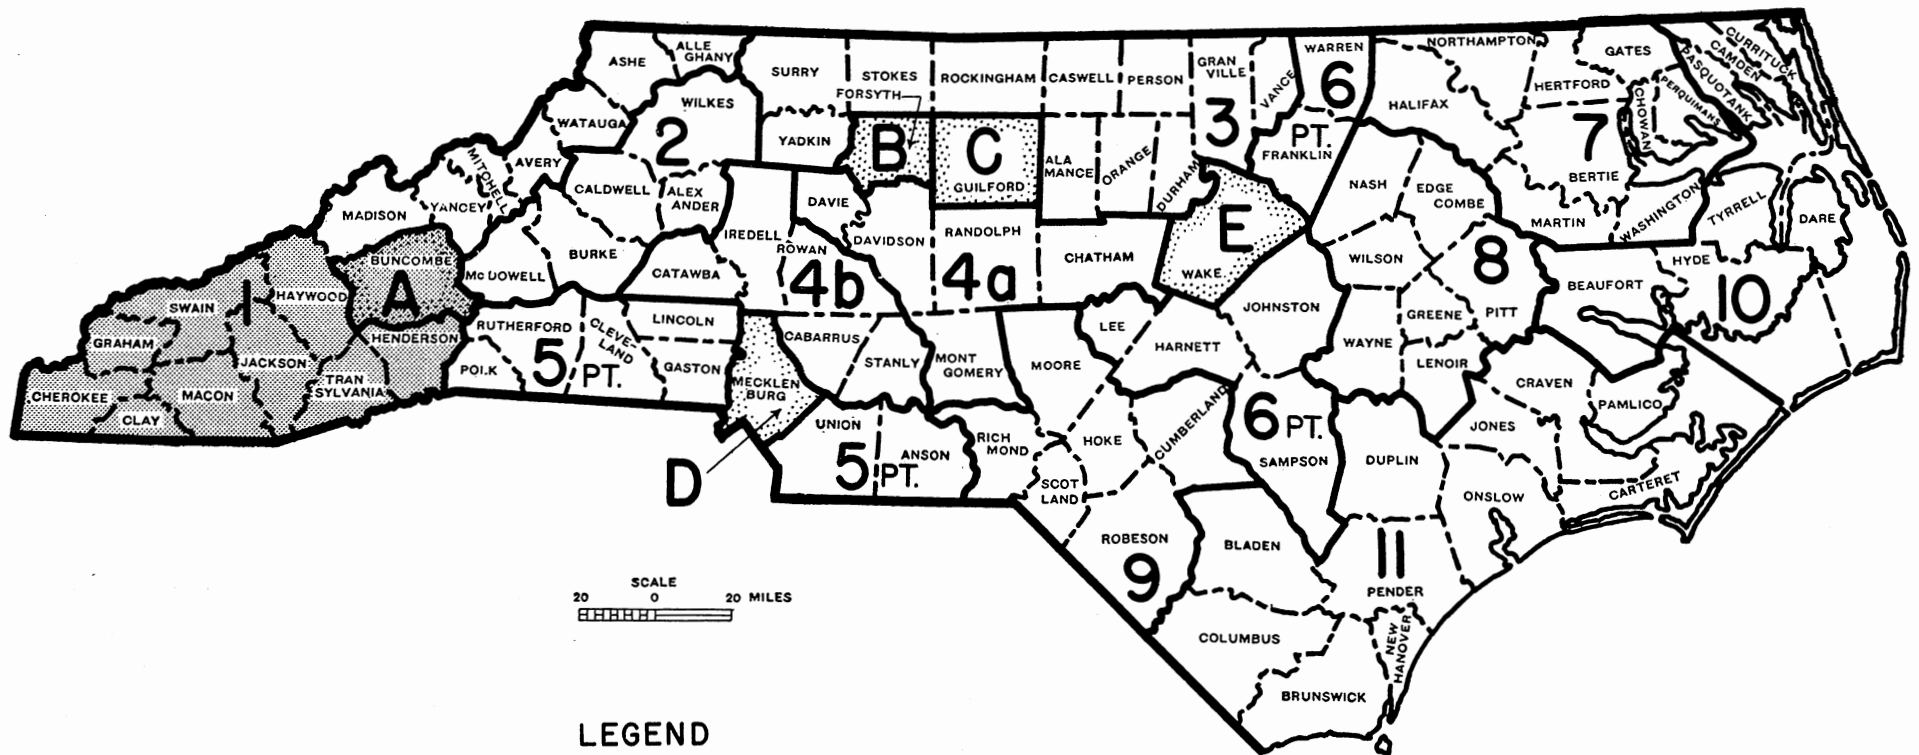 ASHE
ALLE
GHANY
SURRY
STOKES
ROCKINGHAM
CASWELL
PERSON
GRAN
VILLE
VANCE
WARREN
6
PT.
FRANKLIN
NORTHAMPTON
HALIFAX
GATES
HERTFORD
CURRITUCK
CAMDEN
PASQUOTANK
PERQUIMANS
CHOWAN
7
BERTIE
MARTIN
WASHINGTON
TYRRELL
DARE
WATAUGA
WILKES
2
YADKIN
FORSYTH
B
C
GUILFORD
ALA
MANCE
ORANGE
DURHAM
3
MITCHELL
AVERY
CALDWELL
ALEX
ANDER
DAVIE
NASH
EDGE
COMBE
MADISON
YANCEY
IREDELL
ROWAN
4b
DAVIDSON
RANDOLPH
4a
CHATHAM
E
WAKE
WILSON
8
PITT
BEAUFORT
HYDE
10
BUNCOMBE
A
McDOWELL
BURKE
CATAWBA
SWAIN
1
HAYWOOD
GRAHAM
JACKSON
HENDERSON
TRAN
SYLVANIA
CHEROKEE
CLAY
MACON
RUTHERFORD
POLK
5 PT.
CLEVE-
LAND
LINCOLN
GASTON
MECKLEN
BURG
D
CABARRUS
STANLY
MONT
GOMERY
MOORE
LEE
HARNETT
JOHNSTON
WAYNE
GREENE
LENOIR
CRAVEN
PAMLICO
JONES
CARTERET
ONSLOW
UNION
5 PT.
ANSON
RICH
MOND
SCOT
LAND
HOKE
CUMBERLAND
6 PT.
SAMPSON
DUPLIN
ROBESON
9
BLADEN
11
PENDER
COLUMBUS
NEW
HANOVER
BRUNSWICK
SCALE
20 0 20 MILES
LEGEND